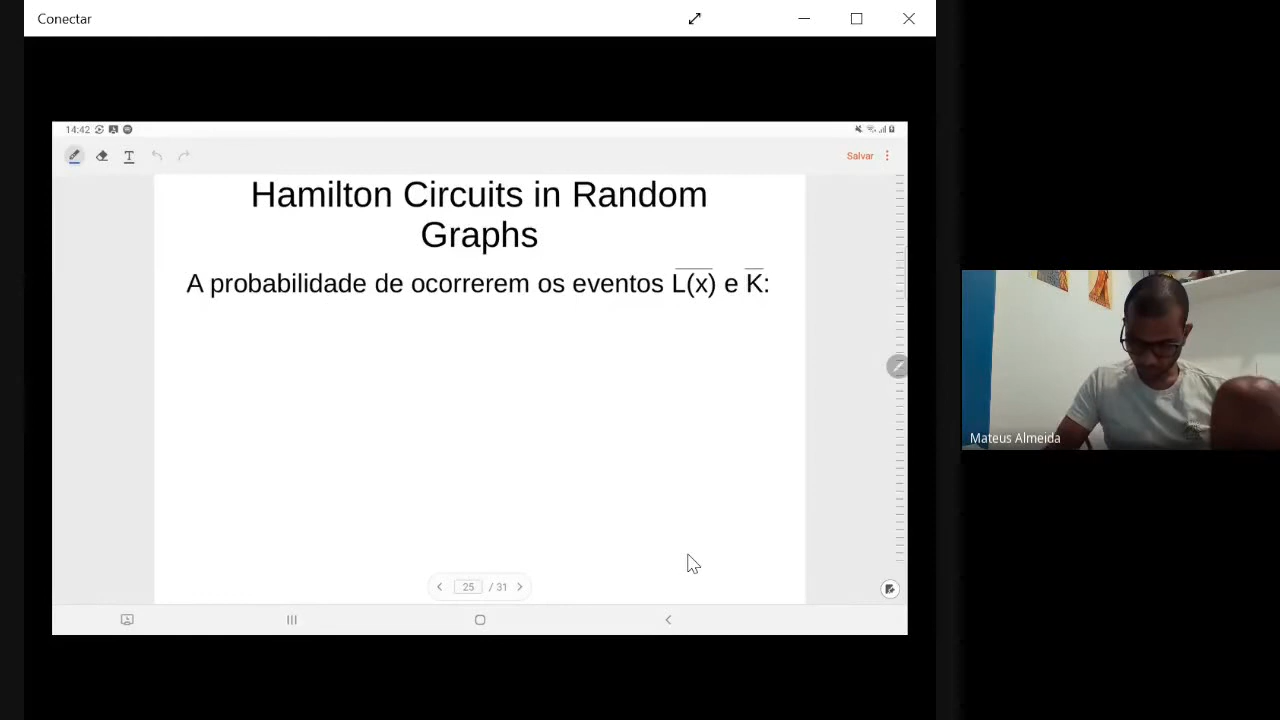 Conectar
14:42
Salvar
Hamilton Circuits in Random
Graphs
A probabilidade de ocorrerem os eventos L̅(̅x̅)̅ e K̅:
25 / 31
Mateus Almeida